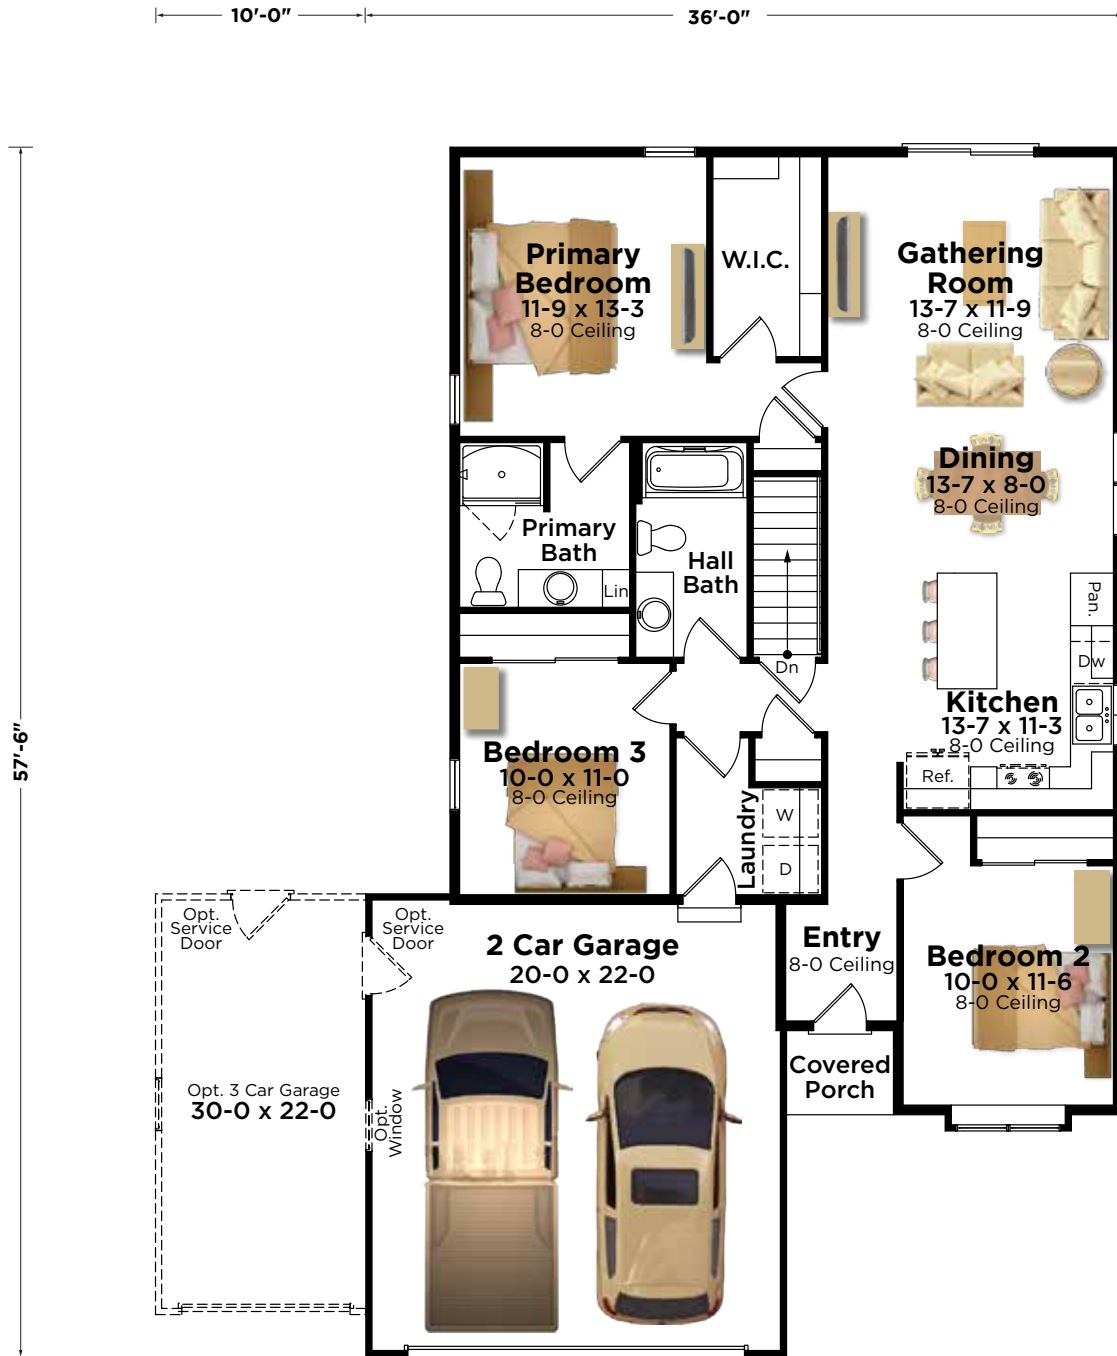 10'-0"
36'-0"
57'-6"
Primary
Bedroom
11-9 x 13-3
8-0 Ceiling
W.I.C.
Gathering
Room
13-7 x 11-9
8-0 Ceiling
Dining
13-7 x 8-0
8-0 Ceiling
Primary
Bath
Lin
Hall
Bath
Dn
Pan.
Dw
Kitchen
13-7 x 11-3
8-0 Ceiling
Ref.
Bedroom 3
10-0 x 11-0
8-0 Ceiling
Laundry
W
D
Opt.
Service
Door
Opt.
Service
Door
2 Car Garage
20-0 x 22-0
Entry
8-0 Ceiling
Bedroom 2
10-0 x 11-6
8-0 Ceiling
Covered
Porch
Opt. 3 Car Garage
30-0 x 22-0
Opt.
Window